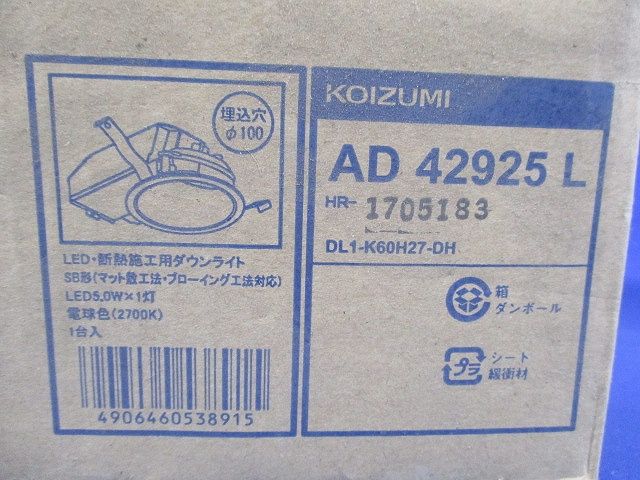 埋込穴
φ100
LED・断熱施工用ダウンライト
SB形(マット敷工法・ブローイング工法対応)
LED5.0W×1灯
電球色(2700K)
1台入
4906460538915
KOIZUMI
AD 42925 L
HR-1705183
DL1-K60H27-DH
箱
ダンボール
プラ
シート
緩衝材